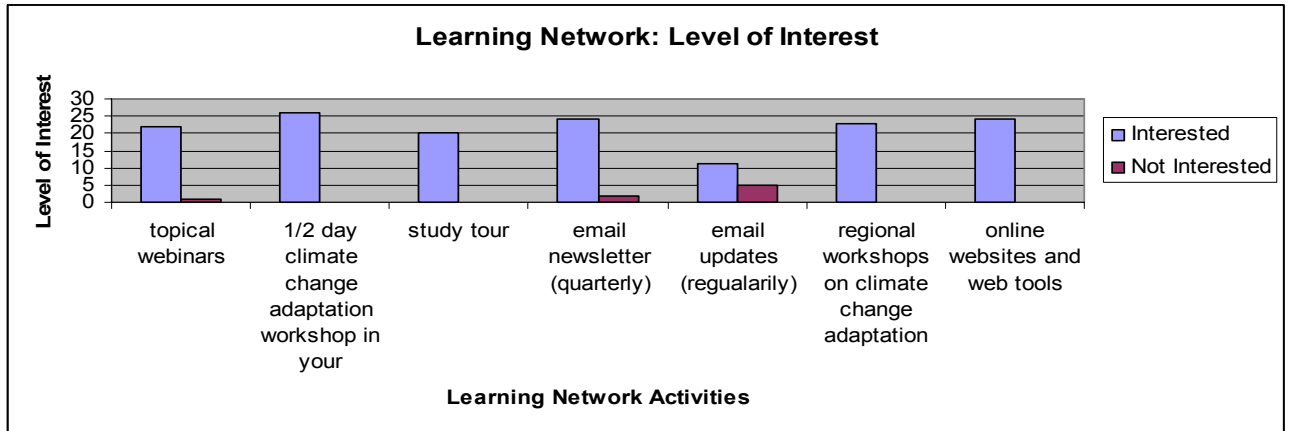 Learning Network: Level of Interest
Level of Interest
30
25
20
15
10
5
0
topical
webinars
1/2 day
climate
change
adaptation
workshop in
your
study tour
email
newsletter
(quarterly)
email
updates
(regualarily)
regional
workshops
on climate
change
adaptation
online
websites and
web tools
Learning Network Activities
Interested
Not Interested